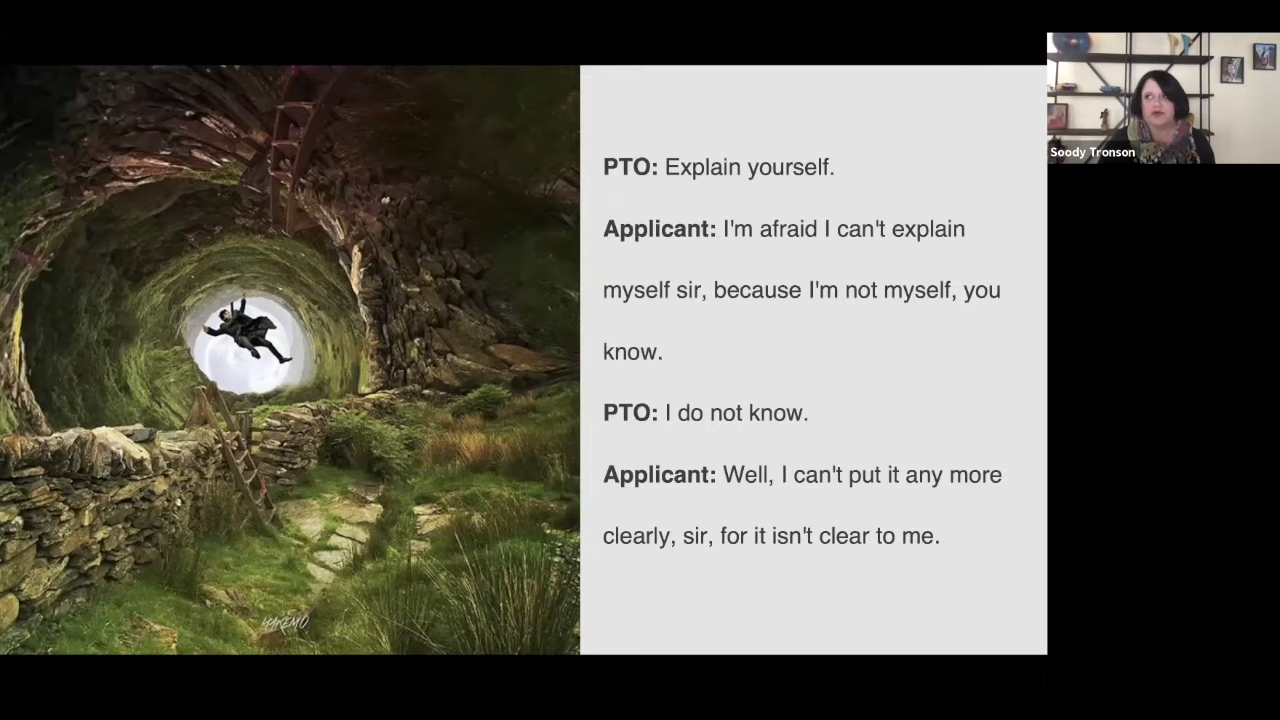 PTO: Explain yourself.
Applicant: I'm afraid I can't explain
myself sir, because I'm not myself, you
know.
PTO: I do not know.
Applicant: Well, I can't put it any more
clearly, sir, for it isn't clear to me.
Soody Tronson
HAKEMO